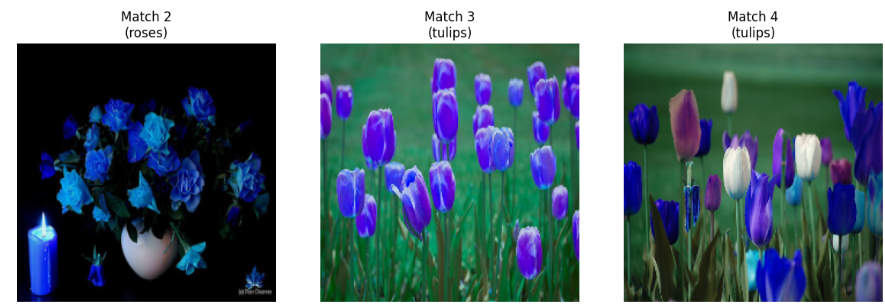 Match 2
(roses)
Match 3
(tulips)
Match 4
(tulips)